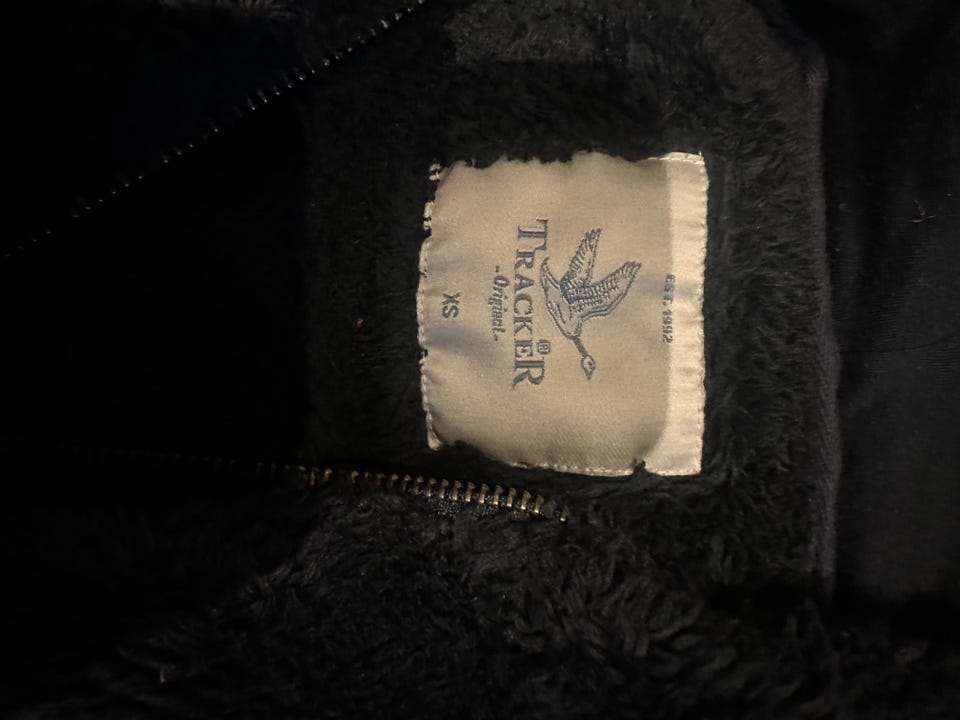 EST. 1992
TRACKER®
-Original-
XS